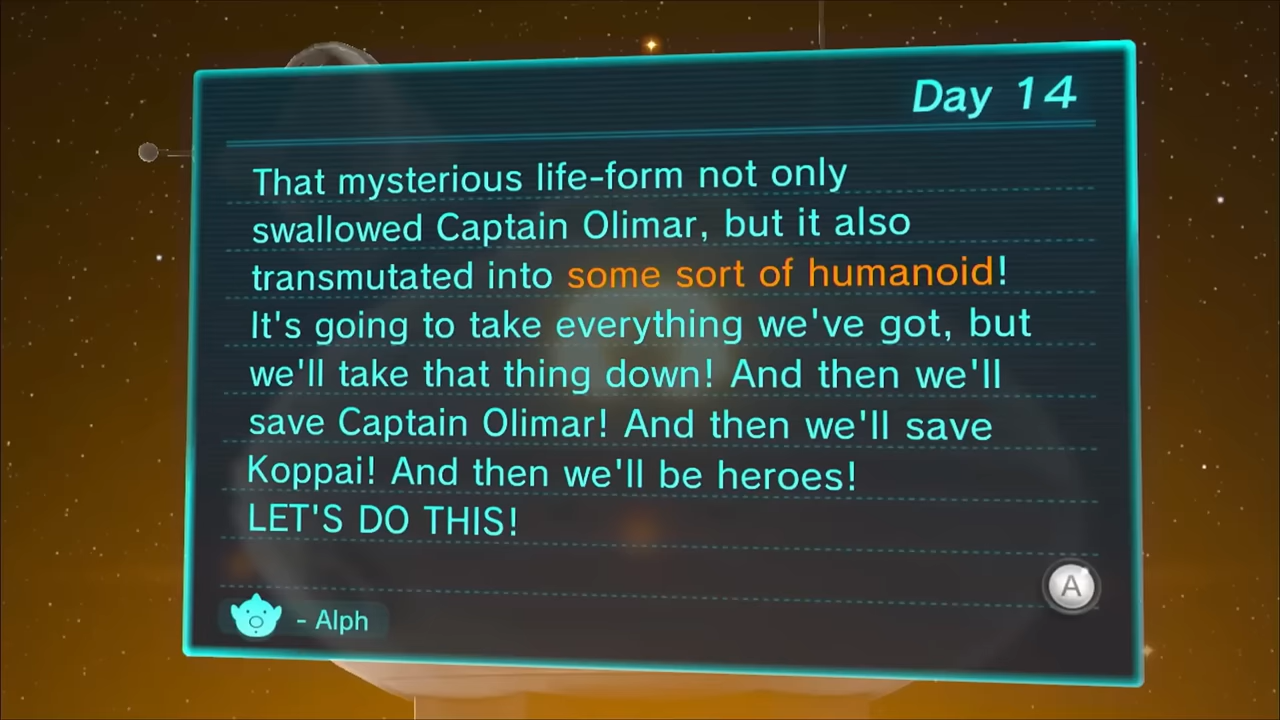 Day 14
That mysterious life-form not only
swallowed Captain Olimar, but it also
transmutated into some sort of humanoid!
It's going to take everything we've got, but
we'll take that thing down! And then we'll
save Captain Olimar! And then we'll save
Koppai! And then we'll be heroes!
LET'S DO THIS!
A
- Alph